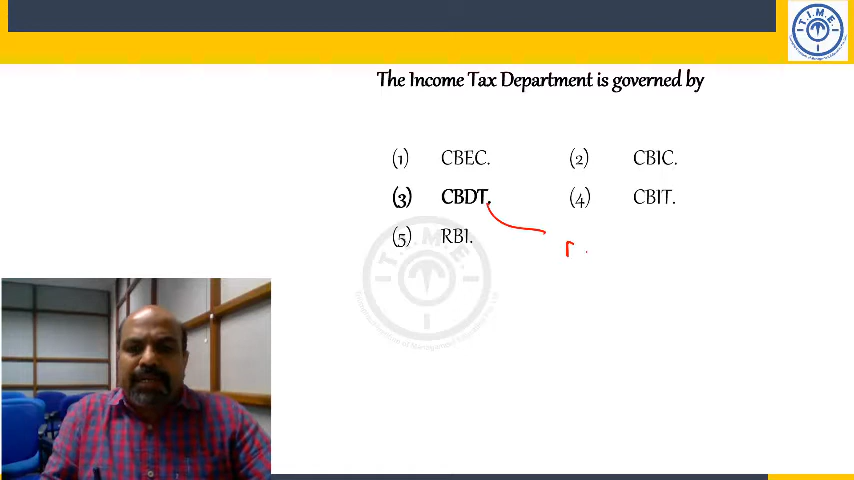 T.I.M.E.
The Income Tax Department is governed by
(1) CBEC. (2) CBIC.
(3) CBDT. (4) CBIT.
(5) RBI.
T.I.M.E.